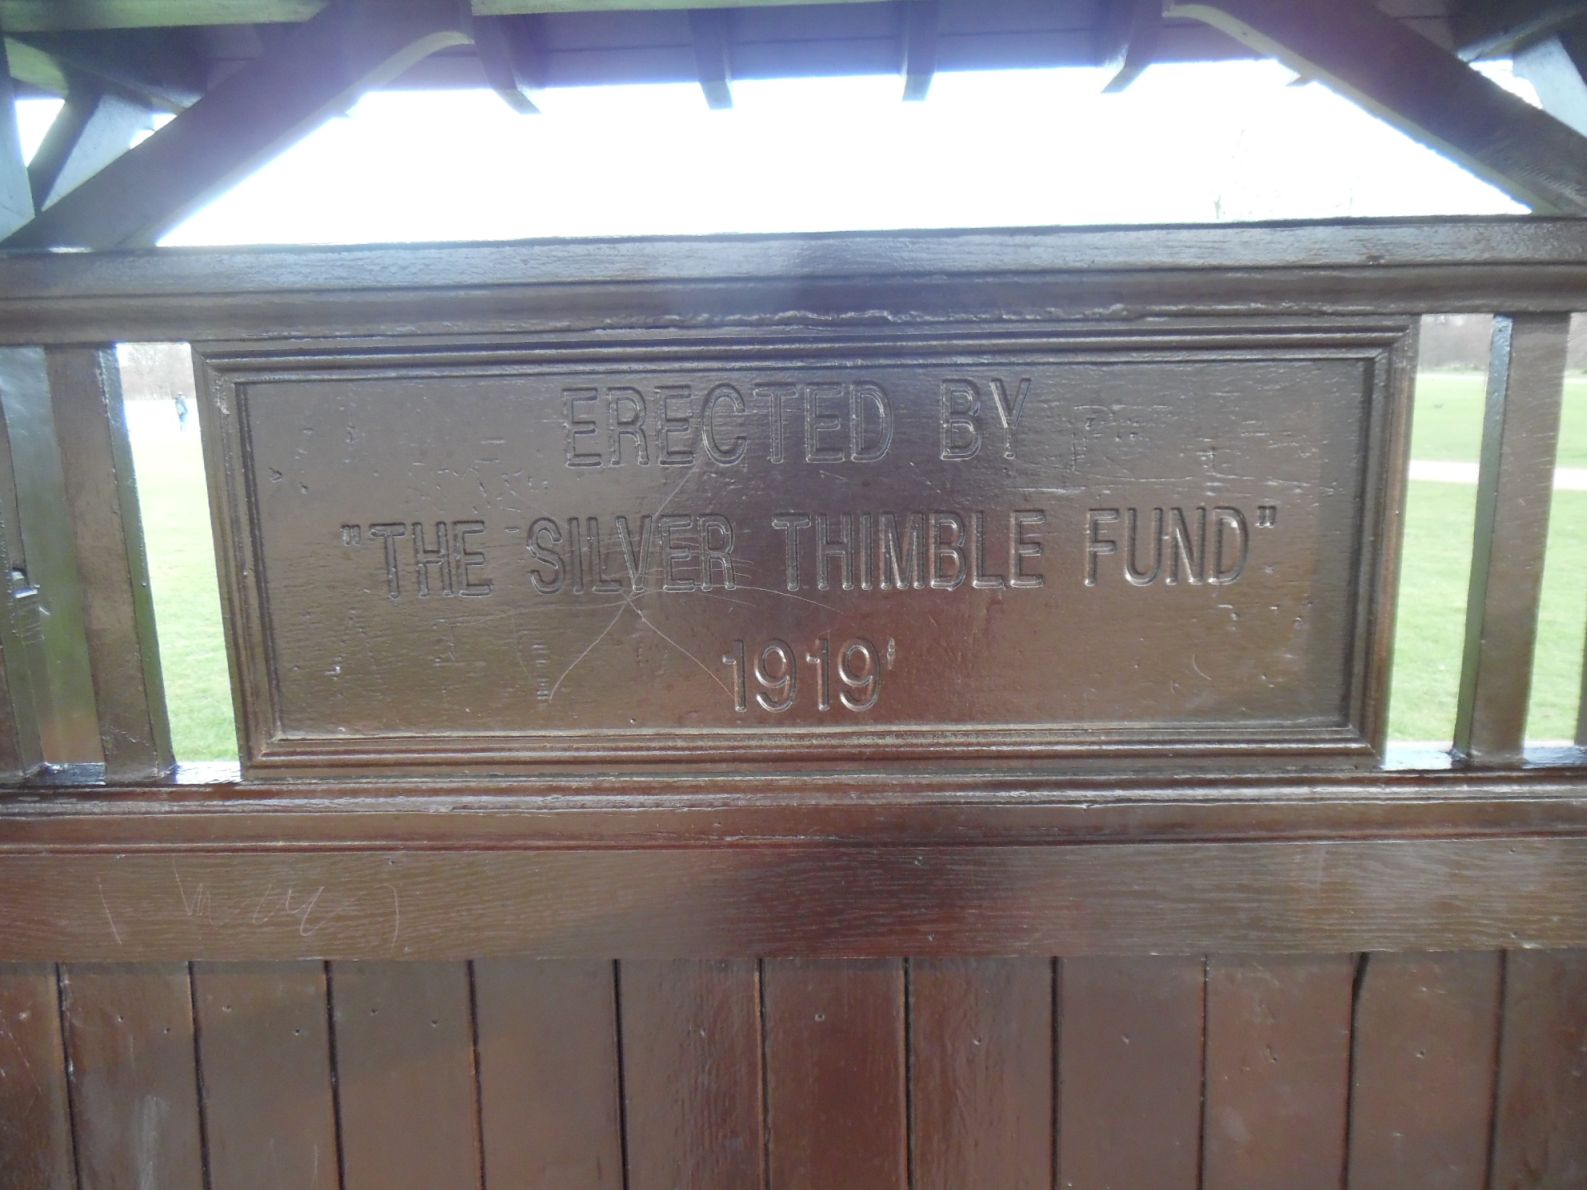 ERECTED BY
"THE SILVER THIMBLE FUND"
1919'